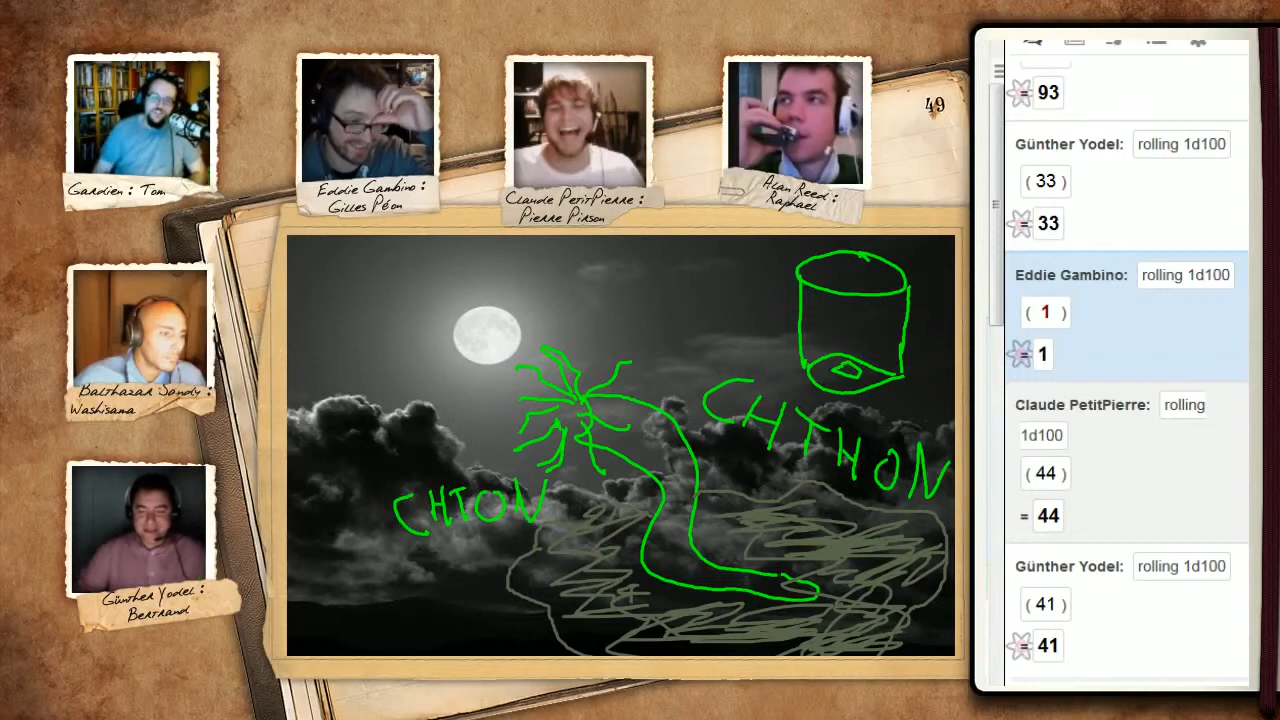 49
Gardien : Tom
Eddie Gambino :
Gilles Péon
Claude PetitPierre :
Pierre Pirson
Alan Reed :
Raphael
Balthazar Sandy :
Washisama
Günther Yodel :
Bertrand
CHTON
CHTHON
= 93
Günther Yodel: rolling 1d100
( 33 )
= 33
Eddie Gambino: rolling 1d100
( 1 )
= 1
Claude PetitPierre: rolling
1d100
( 44 )
= 44
Günther Yodel: rolling 1d100
( 41 )
= 41